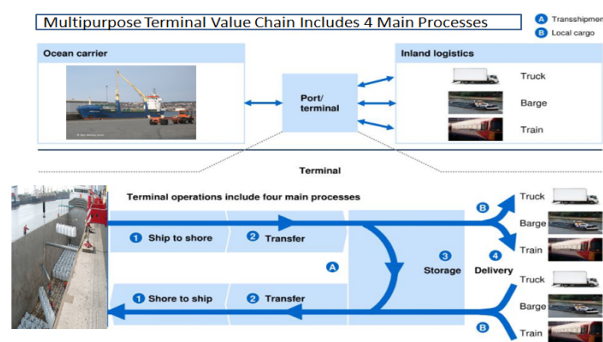 Multipurpose Terminal Value Chain Includes 4 Main Processes
A Transshipmen
B Local cargo
Ocean carrier
Inland logistics
Port/
terminal
Truck
Barge
Train
Terminal
Terminal operations include four main processes
1 Ship to shore
2 Transfer
A
3
Storage
4
Delivery
B
Truck
Barge
Train
1 Shore to ship
2 Transfer
B
Truck
Barge
Train